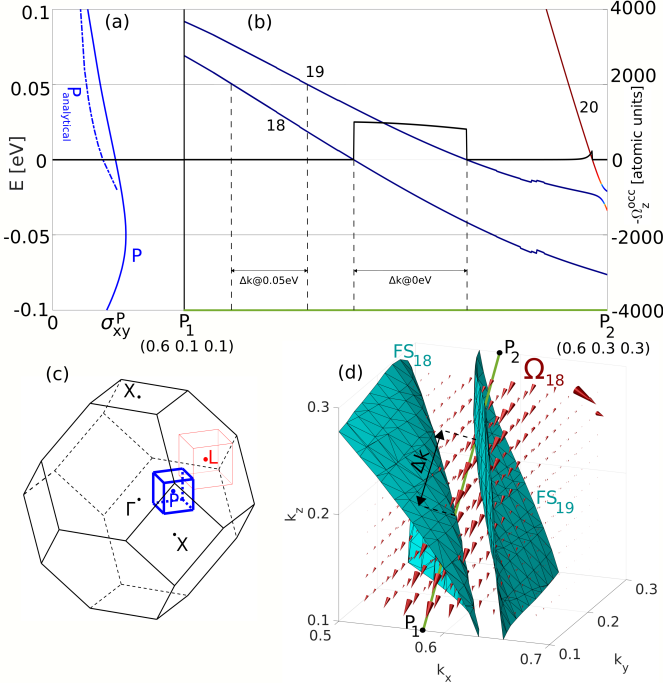 (a)
(b)
0.1
0.05
0
-0.05
-0.1
E [eV]
4000
2000
0
-2000
-4000
-Ω_z^occ [atomic units]
P analytical
P
19
18
20
Δk@0.05eV
Δk@0eV
0
σ_xy^P
P_1
(0.6 0.1 0.1)
P_2
(0.6 0.3 0.3)
(c)
X
L
P
Γ
X
(d)
FS_18
P_2
Ω_18
Δk
FS_19
P_1
0.3
0.2
0.1
k_z
0.5
0.6
0.7
k_x
0.1
0.2
0.3
k_y